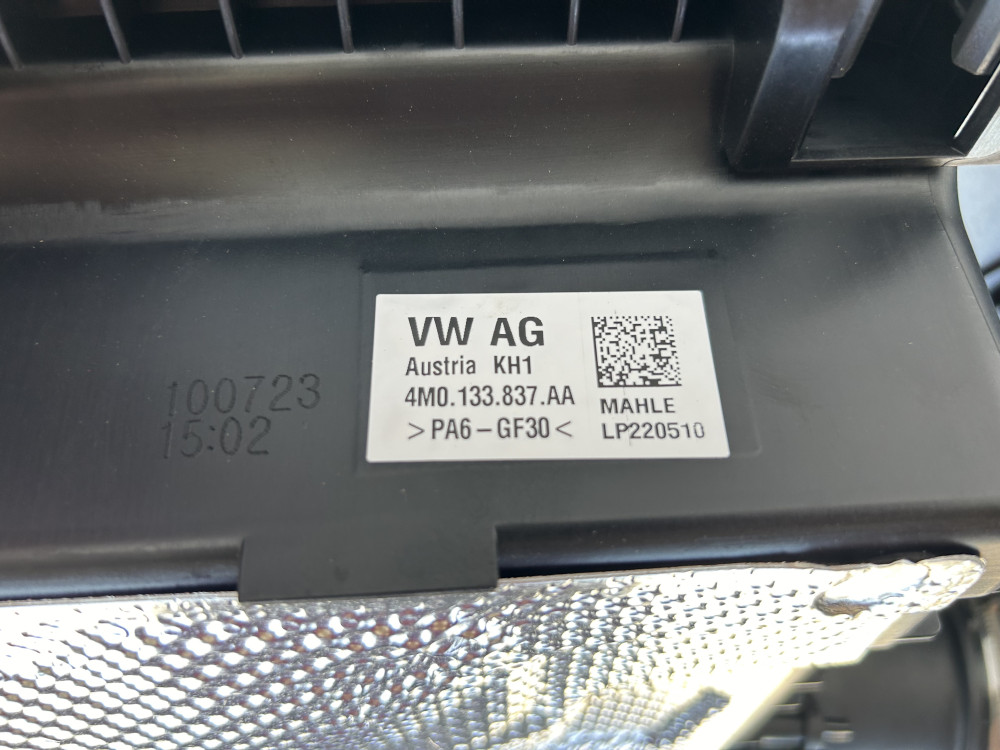 100723
15:02
VW AG
Austria KH1
4M0.133.837.AA
>PA6-GF30<
MAHLE
LP220510